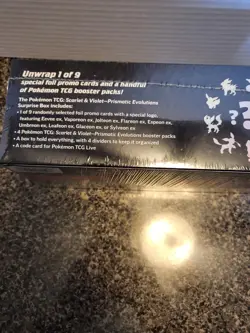 Unwrap 1 of 9
special foil promo cards and a handful
of Pokémon TCG booster packs!
The Pokémon TCG: Scarlet & Violet—Prismatic Evolutions
Surprise Box includes:
• 1 of 9 randomly selected foil promo cards with a special logo,
featuring Eevee ex, Vaporeon ex, Jolteon ex, Flareon ex, Espeon ex,
Umbreon ex, Leafeon ex, Glaceon ex, or Sylveon ex
• 4 Pokémon TCG: Scarlet & Violet—Prismatic Evolutions booster packs
• A box to hold everything, with 4 dividers to keep it organized
• A code card for Pokémon TCG Live